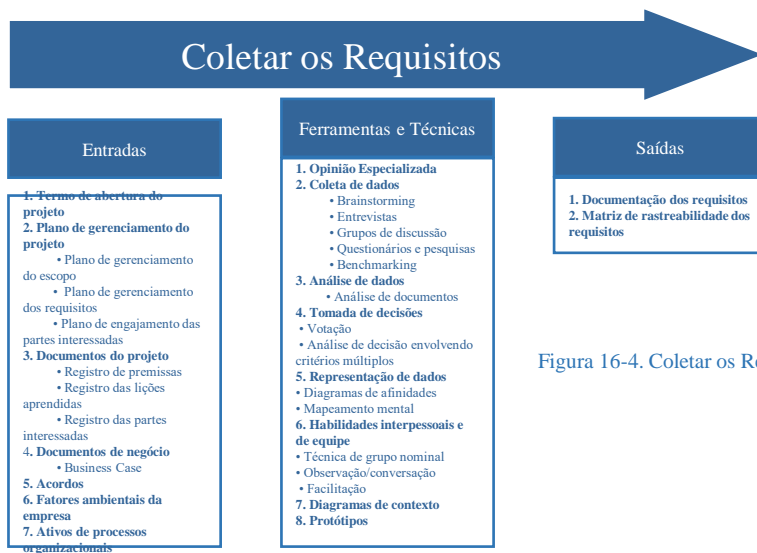 Coletar os Requisitos
Entradas
1. Termo de abertura do
projeto
2. Plano de gerenciamento do
projeto
• Plano de gerenciamento
do escopo
• Plano de gerenciamento
dos requisitos
• Plano de engajamento das
partes interessadas
3. Documentos do projeto
• Registro de premissas
• Registro das lições
aprendidas
• Registro das partes
interessadas
4. Documentos de negócio
• Business Case
5. Acordos
6. Fatores ambientais da
empresa
7. Ativos de processos
organizacionais
Ferramentas e Técnicas
1. Opinião Especializada
2. Coleta de dados
• Brainstorming
• Entrevistas
• Grupos de discussão
• Questionários e pesquisas
• Benchmarking
3. Análise de dados
• Análise de documentos
4. Tomada de decisões
• Votação
• Análise de decisão envolvendo
critérios múltiplos
5. Representação de dados
• Diagramas de afinidades
• Mapeamento mental
6. Habilidades interpessoais e
de equipe
• Técnica de grupo nominal
• Observação/conversação
• Facilitação
7. Diagramas de contexto
8. Protótipos
Saídas
1. Documentação dos requisitos
2. Matriz de rastreabilidade dos
requisitos
Figura 16-4. Coletar os